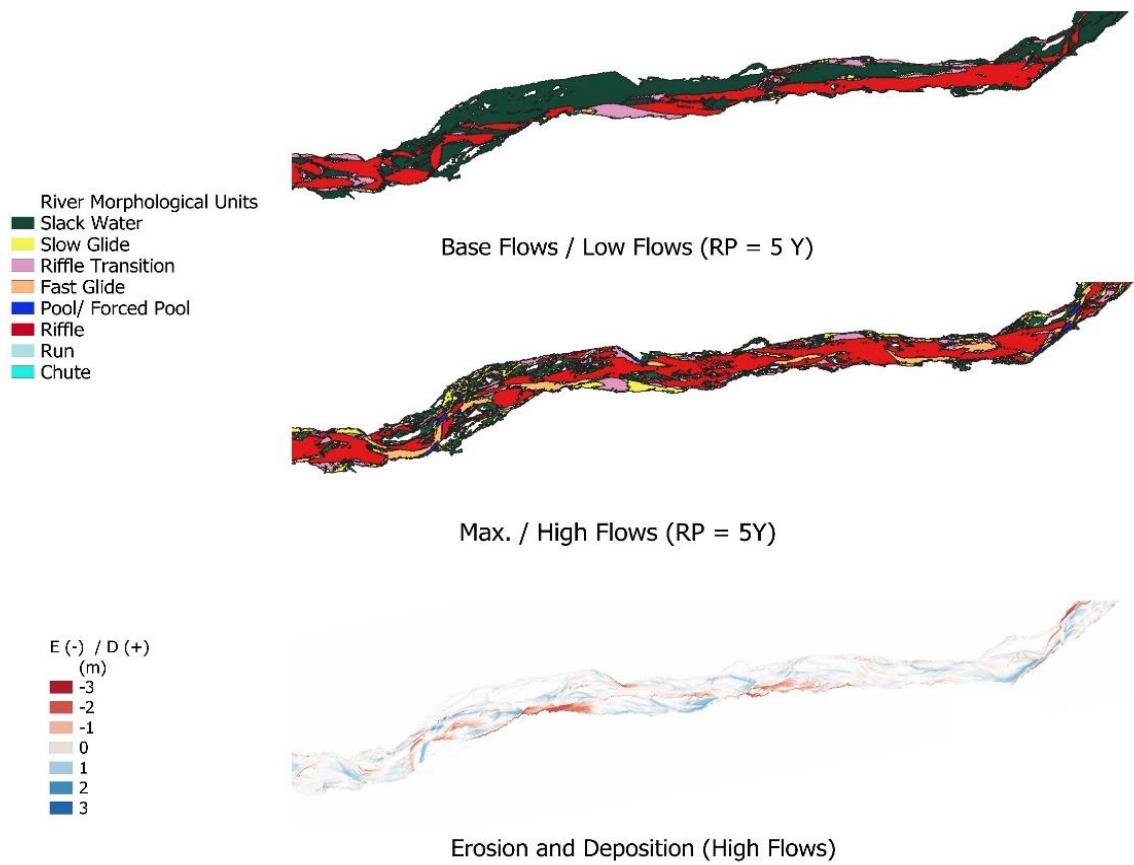 River Morphological Units
Slack Water
Slow Glide
Riffle Transition
Fast Glide
Pool/ Forced Pool
Riffle
Run
Chute
Base Flows / Low Flows (RP = 5 Y)
Max. / High Flows (RP = 5Y)
E (-) / D (+)
(m)
-3
-2
-1
0
1
2
3
Erosion and Deposition (High Flows)